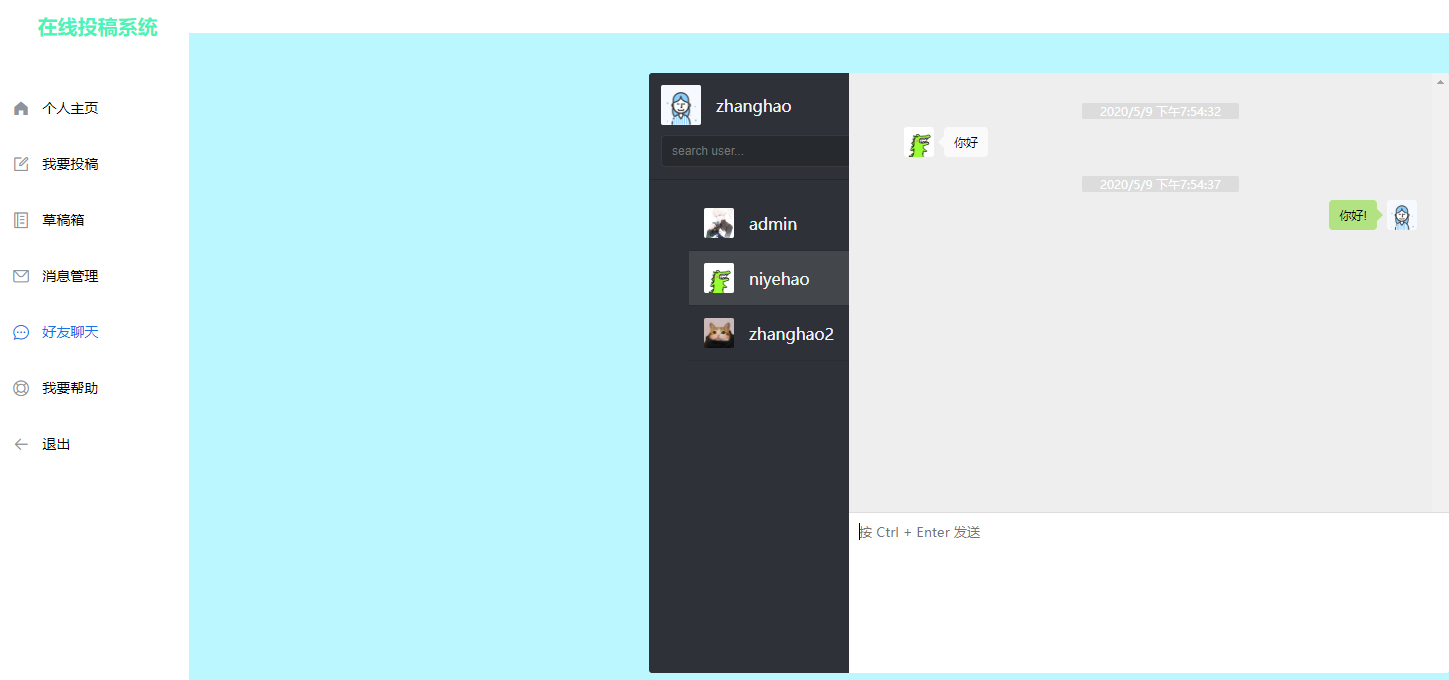 在线投稿系统
个人主页
我要投稿
草稿箱
消息管理
好友聊天
我要帮助
退出
zhanghao
search user...
admin
niyehao
zhanghao2
2020/5/9 下午7:54:32
你好
2020/5/9 下午7:54:37
你好!
按 Ctrl + Enter 发送